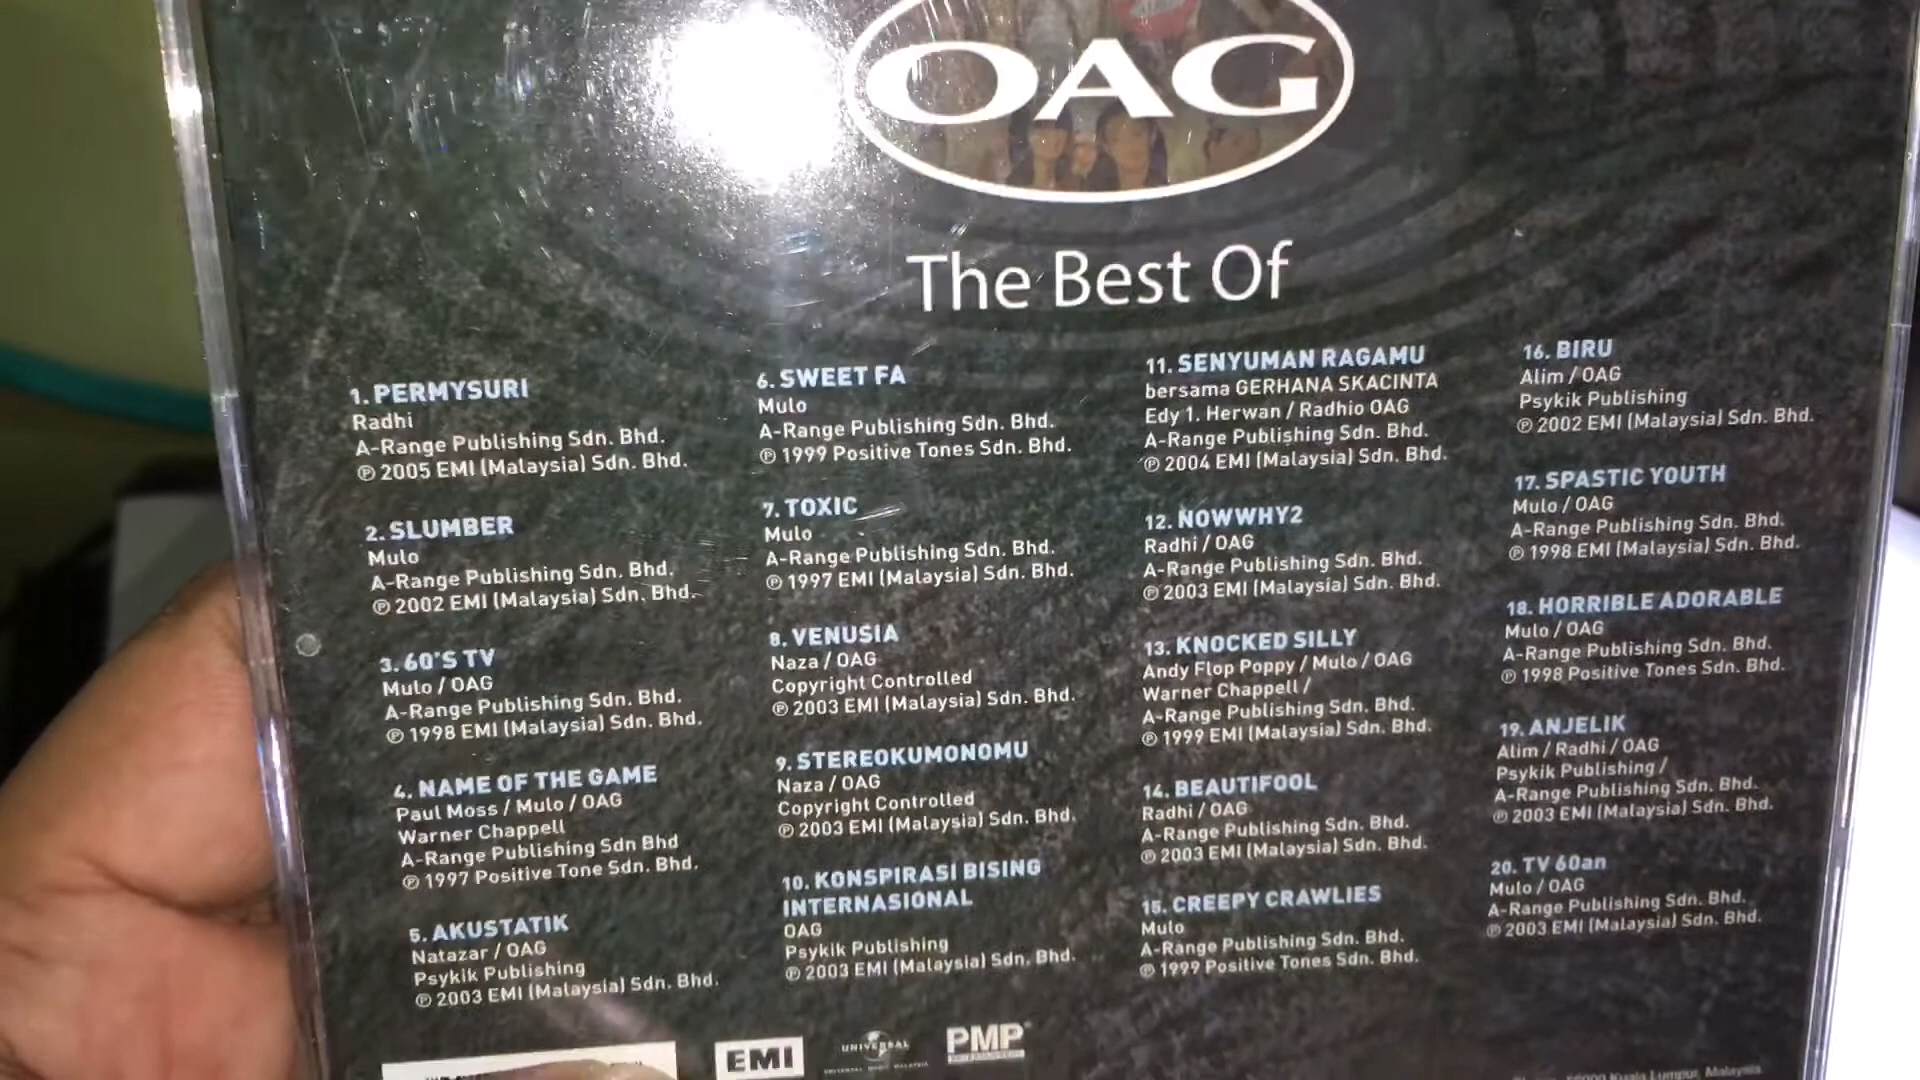 OAG
The Best Of
1. PERMYSURI
Radhi
A-Range Publishing Sdn. Bhd.
℗ 2005 EMI (Malaysia) Sdn. Bhd.
2. SLUMBER
Mulo
A-Range Publishing Sdn. Bhd.
℗ 2002 EMI (Malaysia) Sdn. Bhd.
3. 60'S TV
Mulo / OAG
A-Range Publishing Sdn. Bhd.
℗ 1998 EMI (Malaysia) Sdn. Bhd.
4. NAME OF THE GAME
Paul Moss / Mulo / OAG
Warner Chappell
A-Range Publishing Sdn Bhd
℗ 1997 Positive Tone Sdn. Bhd.
5. AKUSTATIK
Natazar / OAG
Psykik Publishing
℗ 2003 EMI (Malaysia) Sdn. Bhd.
6. SWEET FA
Mulo
A-Range Publishing Sdn. Bhd.
℗ 1999 Positive Tones Sdn. Bhd.
7. TOXIC
Mulo
A-Range Publishing Sdn. Bhd.
℗ 1997 EMI (Malaysia) Sdn. Bhd.
8. VENUSIA
Naza / OAG
Copyright Controlled
℗ 2003 EMI (Malaysia) Sdn. Bhd.
9. STEREOKUMONOMU
Naza / OAG
Copyright Controlled
℗ 2003 EMI (Malaysia) Sdn. Bhd.
10. KONSPIRASI BISING
INTERNASIONAL
OAG
Psykik Publishing
℗ 2003 EMI (Malaysia) Sdn. Bhd.
11. SENYUMAN RAGAMU
bersama GERHANA SKACINTA
Edy 1. Herwan / Radhio OAG
A-Range Publishing Sdn. Bhd.
℗ 2004 EMI (Malaysia) Sdn. Bhd.
12. NOWWHY2
Radhi / OAG
A-Range Publishing Sdn. Bhd.
℗ 2003 EMI (Malaysia) Sdn. Bhd.
13. KNOCKED SILLY
Andy Flop Poppy / Mulo / OAG
Warner Chappell /
A-Range Publishing Sdn. Bhd.
℗ 1999 EMI (Malaysia) Sdn. Bhd.
14. BEAUTIFOOL
Radhi / OAG
A-Range Publishing Sdn. Bhd.
℗ 2003 EMI (Malaysia) Sdn. Bhd.
15. CREEPY CRAWLIES
Mulo
A-Range Publishing Sdn. Bhd.
℗ 1999 Positive Tones Sdn. Bhd.
16. BIRU
Alim / OAG
Psykik Publishing
℗ 2002 EMI (Malaysia) Sdn. Bhd.
17. SPASTIC YOUTH
Mulo / OAG
A-Range Publishing Sdn. Bhd.
℗ 1998 EMI (Malaysia) Sdn. Bhd.
18. HORRIBLE ADORABLE
Mulo / OAG
A-Range Publishing Sdn. Bhd.
℗ 1998 Positive Tones Sdn. Bhd.
19. ANJELIK
Alim / Radhi / OAG
Psykik Publishing /
A-Range Publishing Sdn. Bhd.
℗ 2003 EMI (Malaysia) Sdn. Bhd.
20. TV 60an
Mulo / OAG
A-Range Publishing Sdn. Bhd.
℗ 2003 EMI (Malaysia) Sdn. Bhd.
EMI
UNIVERSAL
UNIVERSAL MUSIC MALAYSIA
PMP
ENTERTAINMENT
Kuala Lumpur, Malaysia.